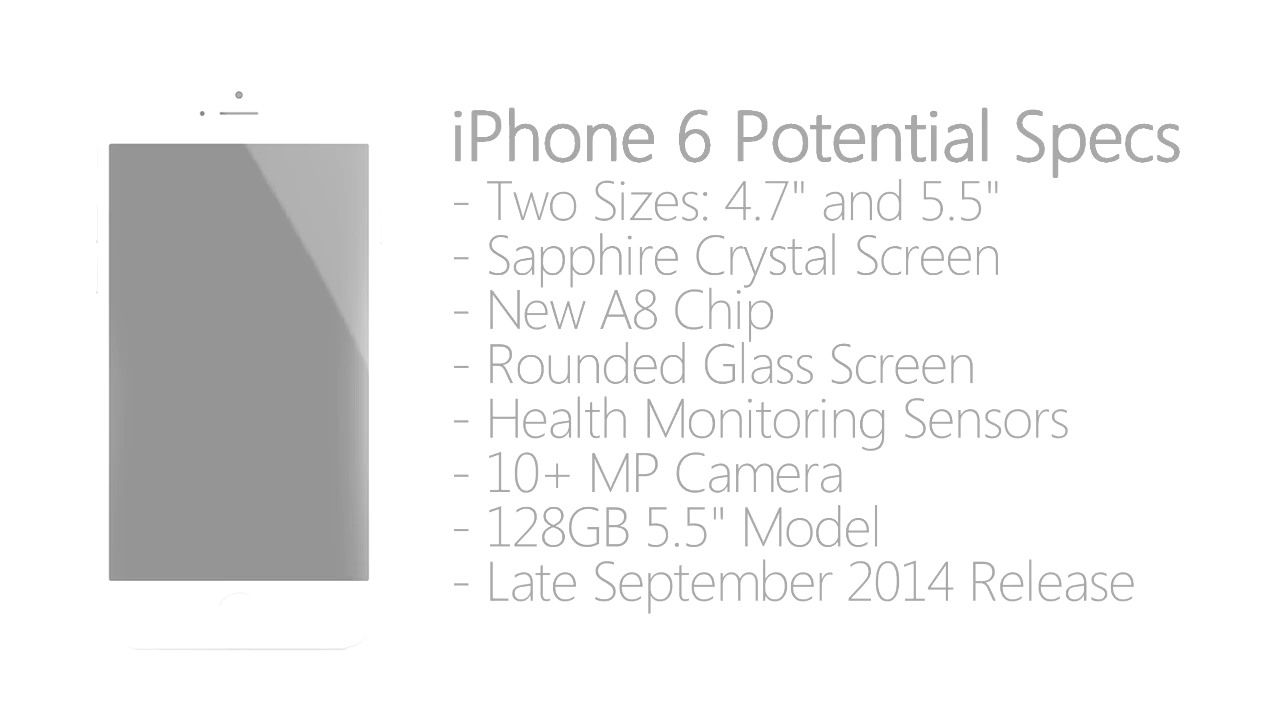 iPhone 6 Potential Specs
- Two Sizes: 4.7" and 5.5"
- Sapphire Crystal Screen
- New A8 Chip
- Rounded Glass Screen
- Health Monitoring Sensors
- 10+ MP Camera
- 128GB 5.5" Model
- Late September 2014 Release